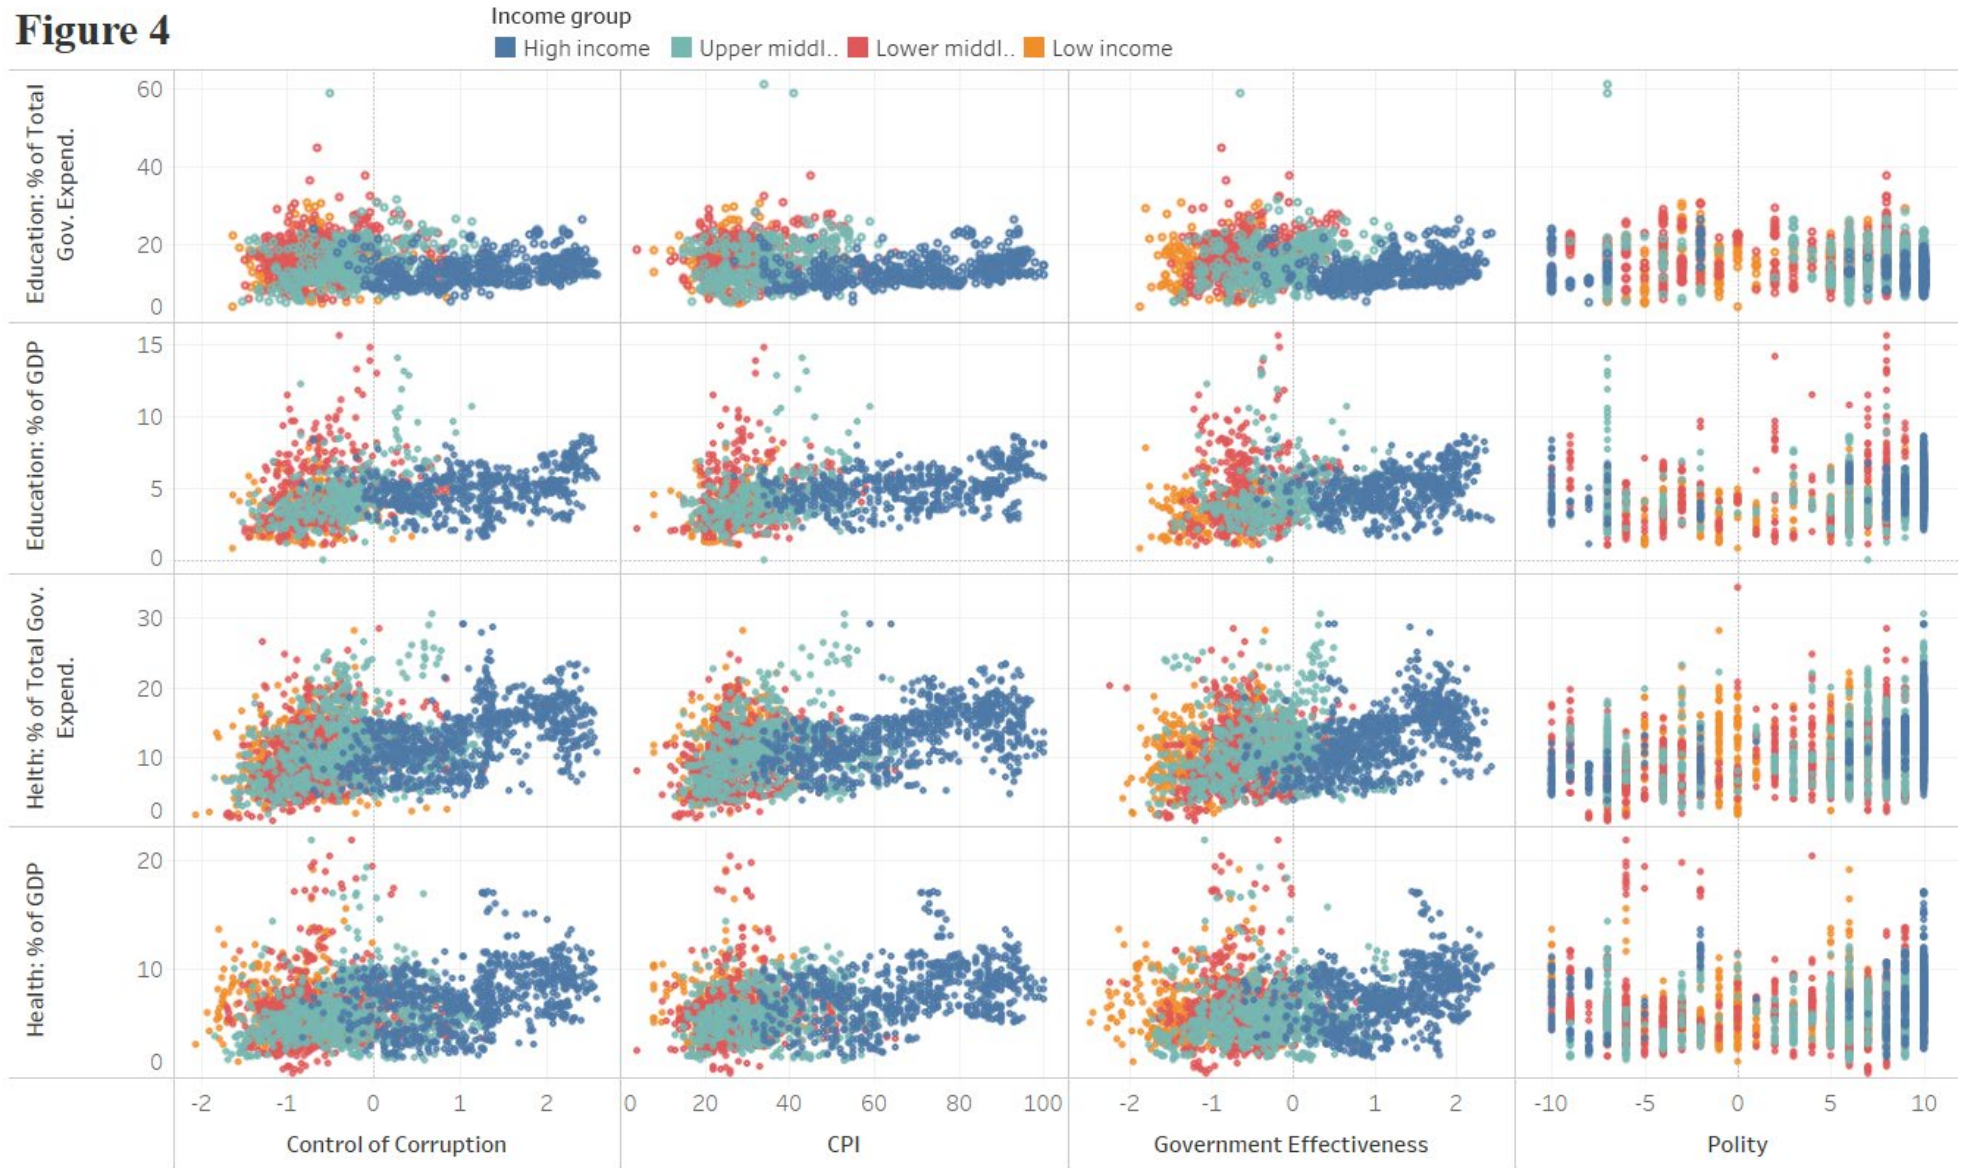 Figure 4
Income group
High income
Upper middl..
Lower middl..
Low income
Education: % of Total
Gov. Expend.
60
40
20
0
Education: % of GDP
15
10
5
0
Helth: % of Total Gov.
Expend.
30
20
10
0
Health: % of GDP
20
10
0
-2 -1 0 1 2
0 20 40 60 80 100
-2 -1 0 1 2
-10 -5 0 5 10
Control of Corruption
CPI
Government Effectiveness
Polity